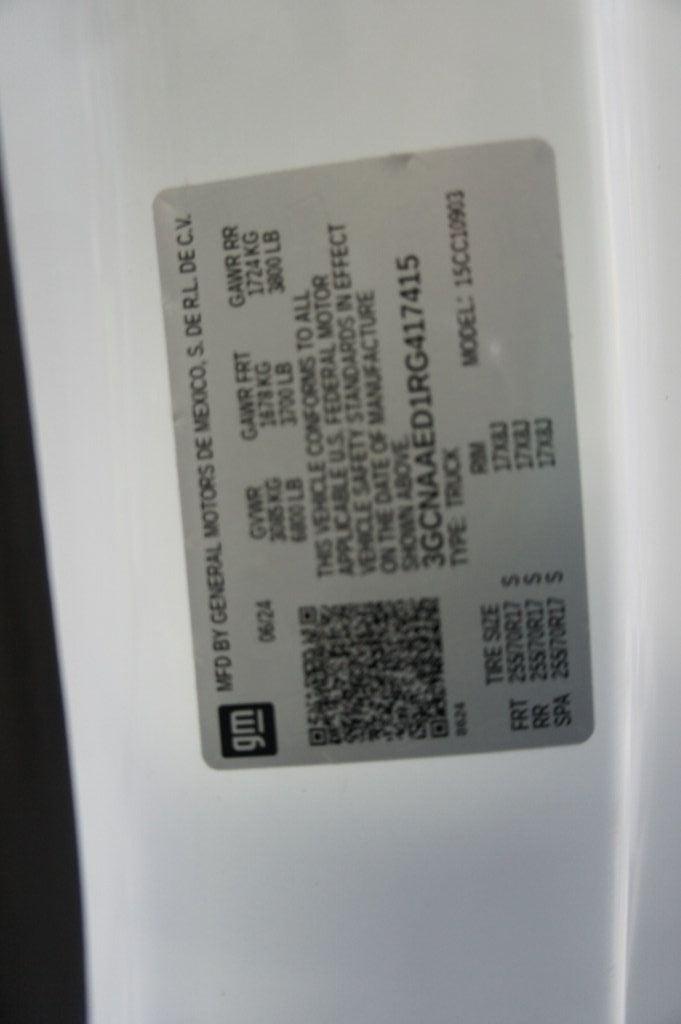 gm
MFD BY GENERAL MOTORS DE MEXICO, S. DE R.L. DE C.V.
06/24
GVWR GAWR FRT GAWR RR
3085 KG 1678 KG 1724 KG
6800 LB 3700 LB 3800 LB
THIS VEHICLE CONFORMS TO ALL
APPLICABLE U.S. FEDERAL MOTOR
VEHICLE SAFETY STANDARDS IN EFFECT
ON THE DATE OF MANUFACTURE
SHOWN ABOVE.
3GCNAAED1RG417415
TYPE: TRUCK MODEL: 15CC10903
0624
TIRE SIZE RIM
FRT 255/70R17 S 17X8J
RR 255/70R17 S 17X8J
SPA 255/70R17 S 17X8J